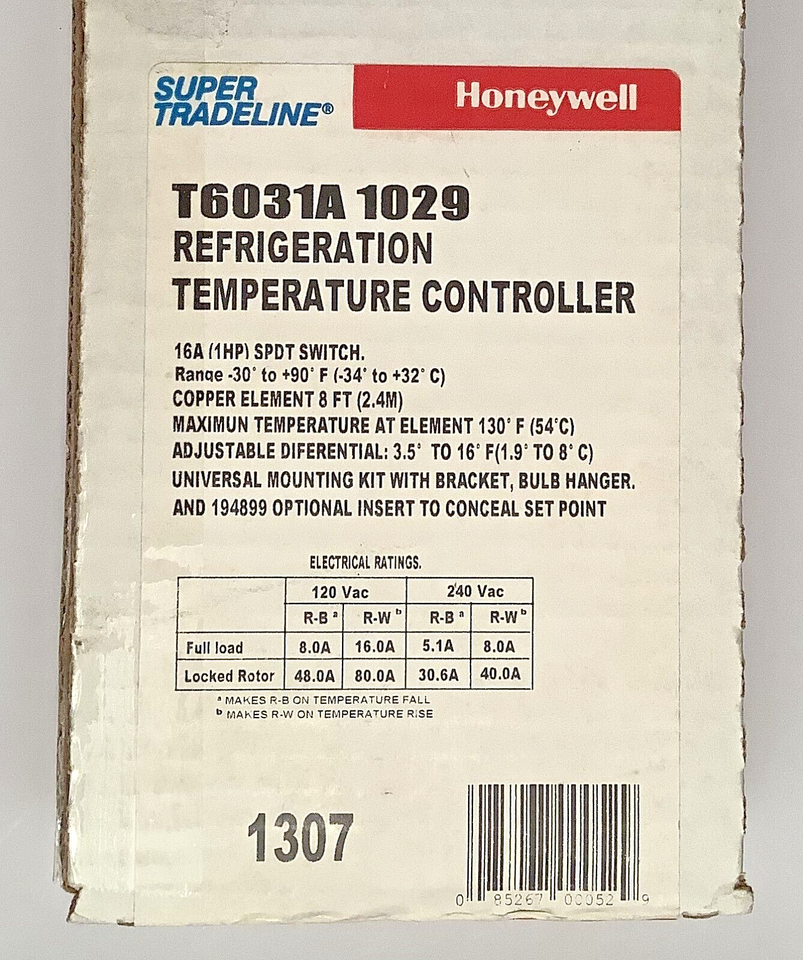 SUPER
TRADELINE®
Honeywell
T6031A 1029
REFRIGERATION
TEMPERATURE CONTROLLER
16A (1HP) SPDT SWITCH.
Range -30° to +90° F (-34° to +32° C)
COPPER ELEMENT 8 FT (2.4M)
MAXIMUN TEMPERATURE AT ELEMENT 130° F (54°C)
ADJUSTABLE DIFERENTIAL: 3.5° TO 16° F(1.9° TO 8° C)
UNIVERSAL MOUNTING KIT WITH BRACKET, BULB HANGER.
AND 194899 OPTIONAL INSERT TO CONCEAL SET POINT
ELECTRICAL RATINGS.
120 Vac 240 Vac
R-B a R-W b R-B a R-W b
Full load 8.0A 16.0A 5.1A 8.0A
Locked Rotor 48.0A 80.0A 30.6A 40.0A
a MAKES R-B ON TEMPERATURE FALL
b MAKES R-W ON TEMPERATURE RISE
1307
0 85267 00052 9